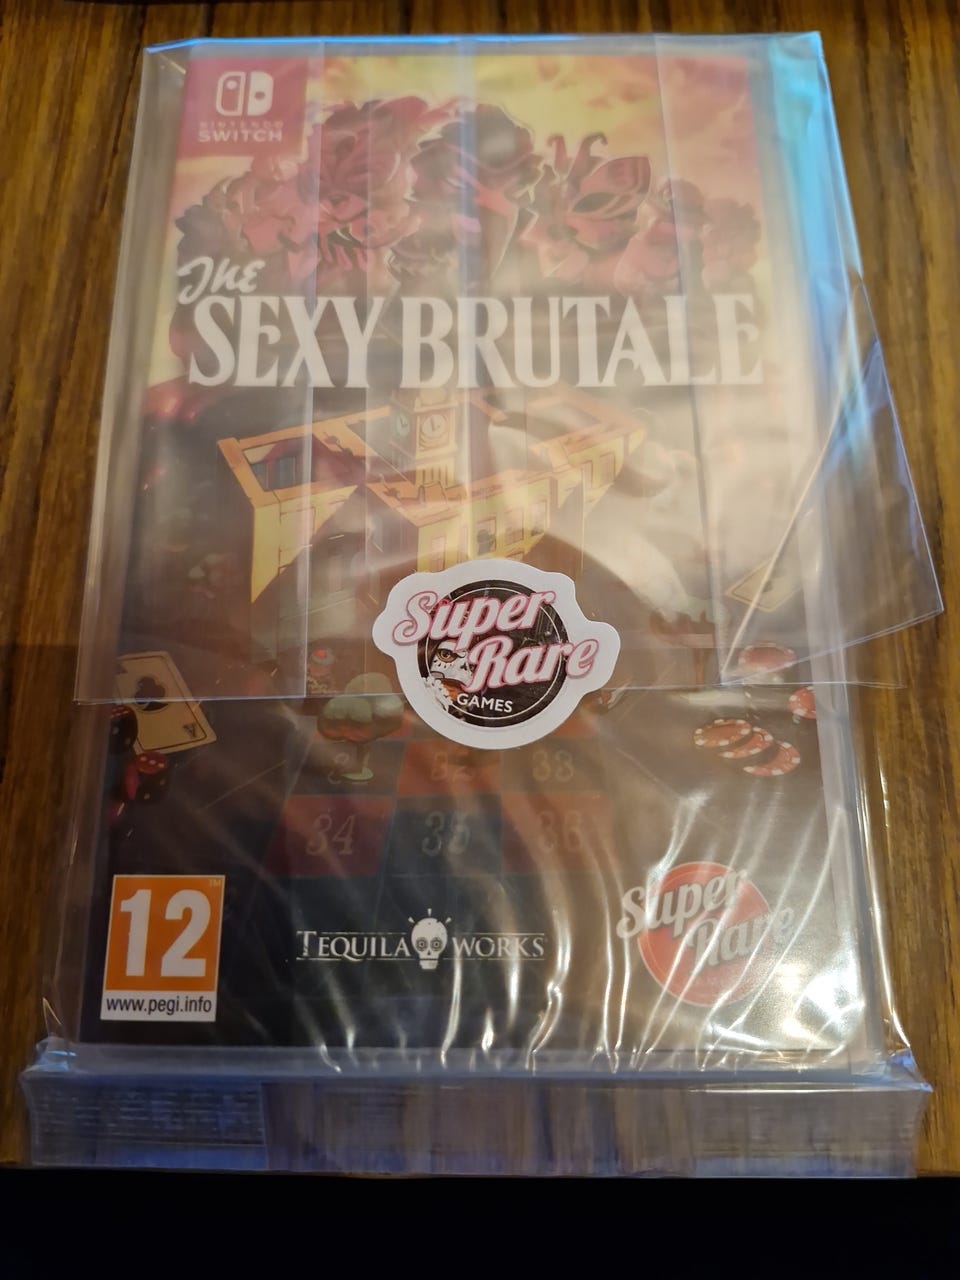 NINTENDO
SWITCH
The
SEXY BRUTALE
Super
Rare
GAMES
32 33
34 35 36
A
12™
www.pegi.info
TEQUILA WORKS
Super
Rare